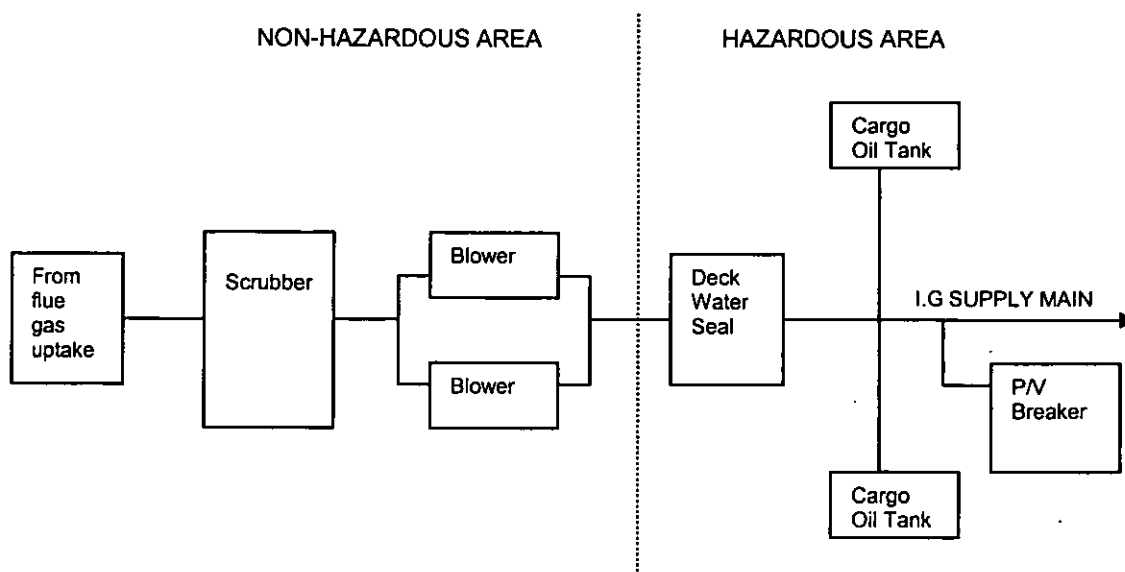 NON-HAZARDOUS AREA
HAZARDOUS AREA
Cargo
Oil Tank
From
flue
gas
uptake
Scrubber
Blower
Blower
Deck
Water
Seal
I.G SUPPLY MAIN
P/V
Breaker
Cargo
Oil Tank